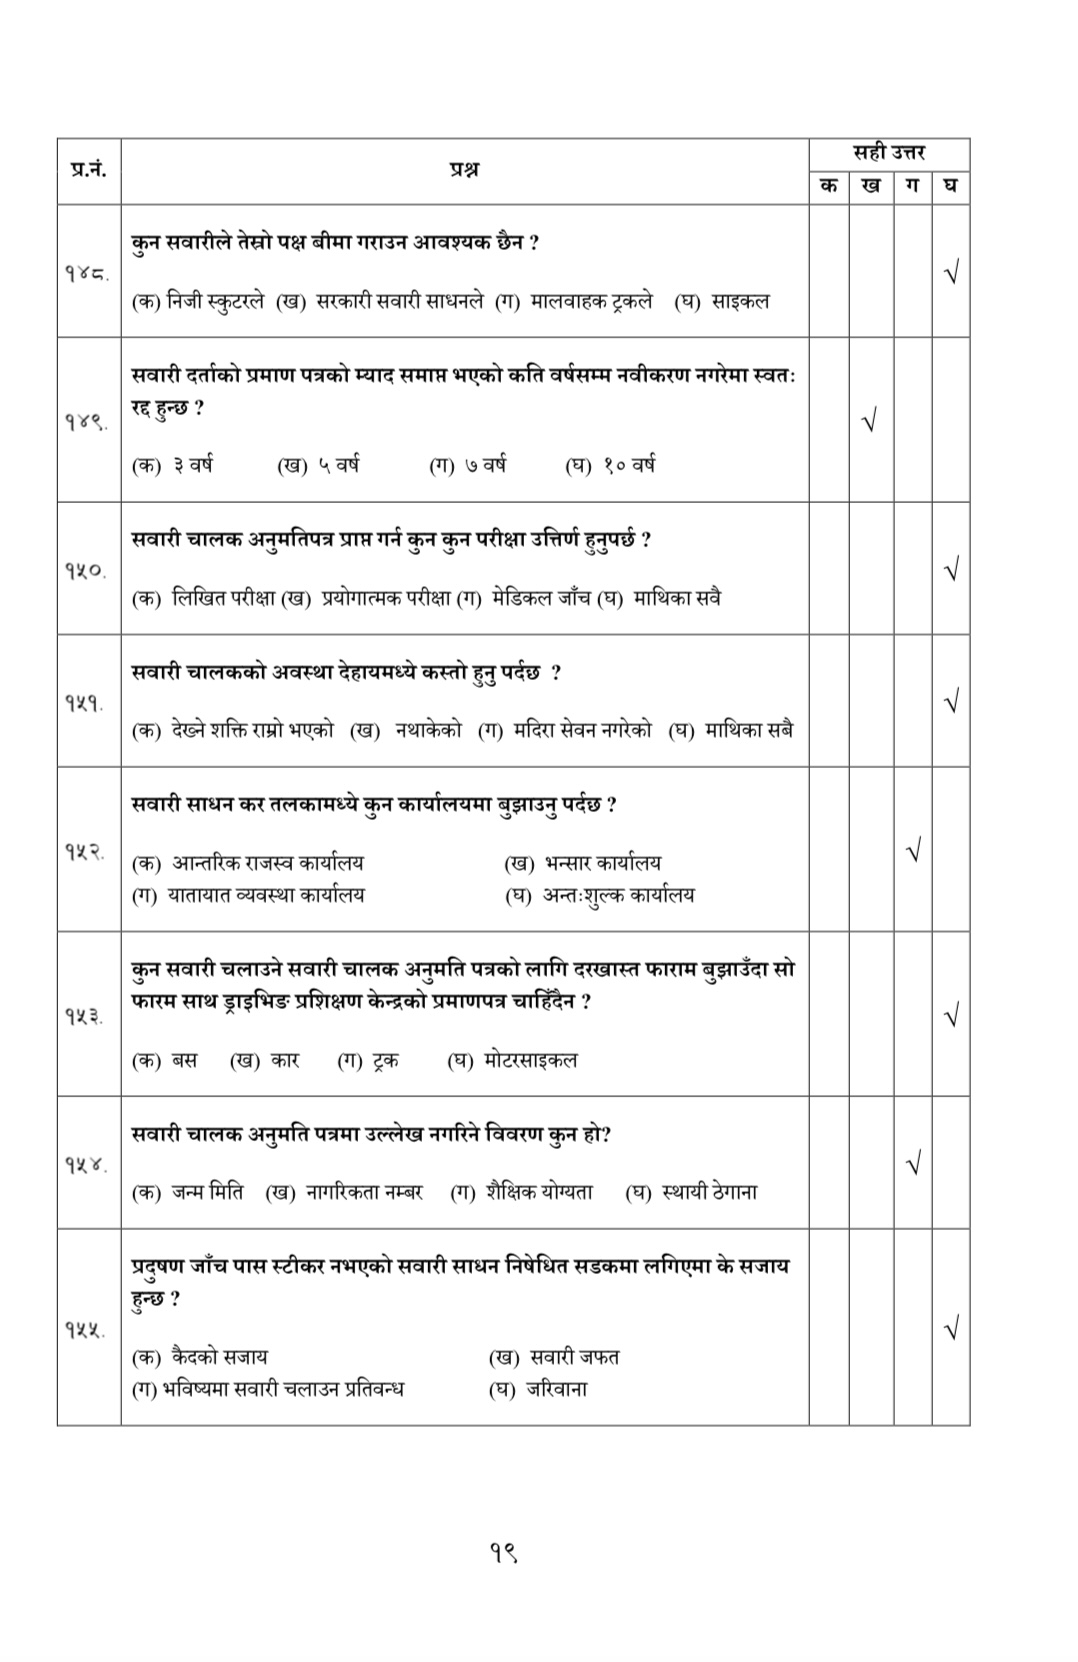 प्र.नं. प्रश्न सही उत्तर
क ख ग घ
कुन सवारीले तेस्रो पक्ष बीमा गराउन आवश्यक छैन ?
१४८. √
(क) निजी स्कुटरले (ख) सरकारी सवारी साधनले (ग) मालवाहक ट्रकले (घ) साइकल
सवारी दर्ताको प्रमाण पत्रको म्याद समाप्त भएको कति वर्षसम्म नवीकरण नगरेमा स्वतः
रद्द हुन्छ ?
१४९. √
(क) ३ वर्ष (ख) ५ वर्ष (ग) ७ वर्ष (घ) १० वर्ष
सवारी चालक अनुमतिपत्र प्राप्त गर्न कुन कुन परीक्षा उत्तिर्ण हुनुपर्छ ?
१५०. √
(क) लिखित परीक्षा (ख) प्रयोगात्मक परीक्षा (ग) मेडिकल जाँच (घ) माथिका सवै
सवारी चालकको अवस्था देहायमध्ये कस्तो हुनु पर्दछ ?
१५१. √
(क) देख्ने शक्ति राम्रो भएको (ख) नथाकेको (ग) मदिरा सेवन नगरेको (घ) माथिका सबै
सवारी साधन कर तलकामध्ये कुन कार्यालयमा बुझाउनु पर्दछ ?
१५२. √
(क) आन्तरिक राजस्व कार्यालय (ख) भन्सार कार्यालय
(ग) यातायात व्यवस्था कार्यालय (घ) अन्तःशुल्क कार्यालय
कुन सवारी चलाउने सवारी चालक अनुमति पत्रको लागि दरखास्त फाराम बुझाउँदा सो
फारम साथ ड्राइभिङ प्रशिक्षण केन्द्रको प्रमाणपत्र चाहिँदैन ?
१५३. √
(क) बस (ख) कार (ग) ट्रक (घ) मोटरसाइकल
सवारी चालक अनुमति पत्रमा उल्लेख नगरिने विवरण कुन हो?
१५४. √
(क) जन्म मिति (ख) नागरिकता नम्बर (ग) शैक्षिक योग्यता (घ) स्थायी ठेगाना
प्रदुषण जाँच पास स्टीकर नभएको सवारी साधन निषेधित सडकमा लगिएमा के सजाय
हुन्छ ?
१५५. √
(क) कैदको सजाय (ख) सवारी जफत
(ग) भविष्यमा सवारी चलाउन प्रतिवन्ध (घ) जरिवाना
१९